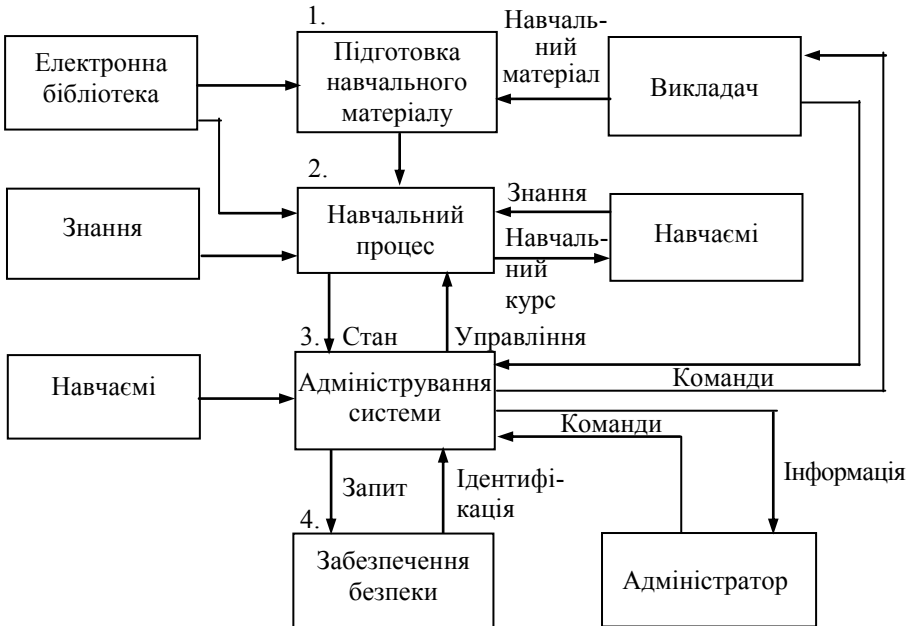 1.
Електронна
бібліотека
Підготовка
навчального
матеріалу
Навчаль-
ний
матеріал
Викладач
2.
Знання
Навчальний
процес
Знання
Навчаль-
ний
курс
Навчаємі
3.
Стан
Управління
Навчаємі
Адміністрування
системи
Команди
Команди
Інформація
Запит
Ідентифі-
кація
4.
Забезпечення
безпеки
Адміністратор